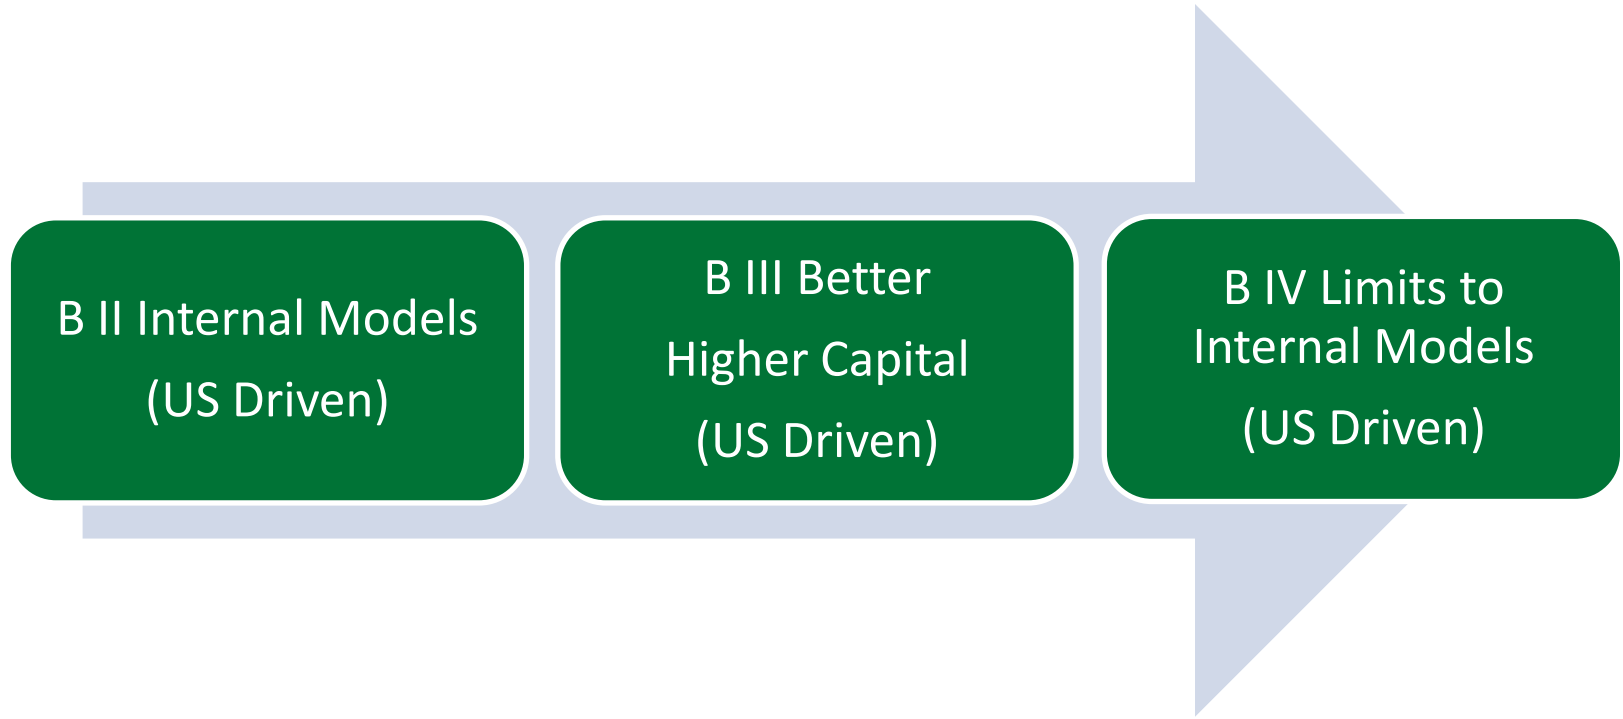 B II Internal Models
(US Driven)
B III Better
Higher Capital
(US Driven)
B IV Limits to
Internal Models
(US Driven)